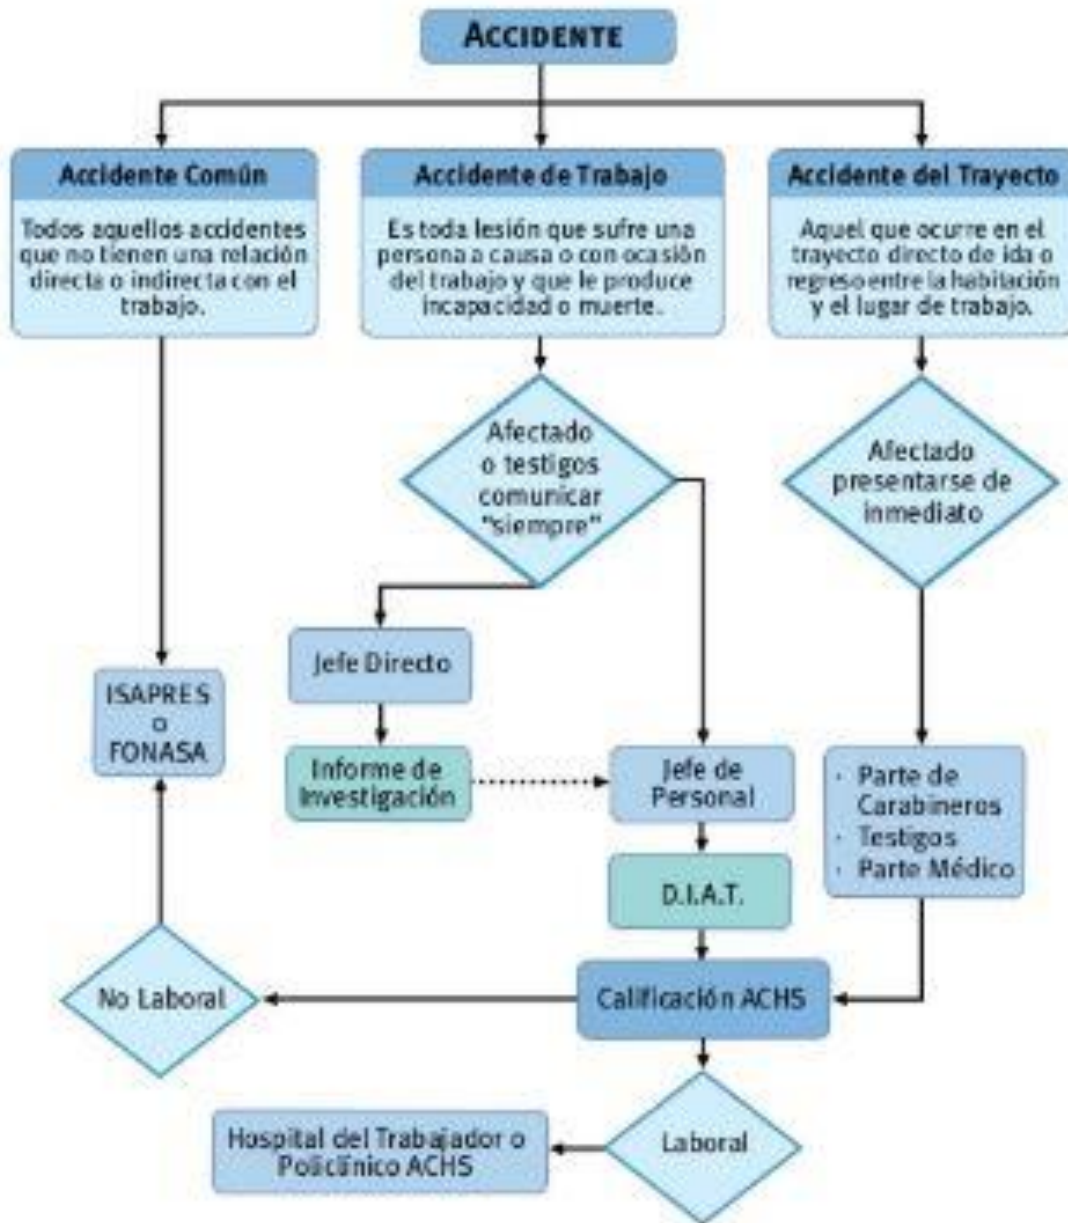 ACCIDENTE
Accidente Común
Todos aquellos accidentes
que no tienen una relación
directa o indirecta con el
trabajo.
Accidente de Trabajo
Es toda lesión que sufre una
persona a causa o con ocasión
del trabajo y que le produce
incapacidad o muerte.
Accidente del Trayecto
Aquel que ocurre en el
trayecto directo de ida o
regreso entre la habitación
y el lugar de trabajo.
Afectado
o testigos
comunicar
"siempre"
Afectado
presentarse de
inmediato
Jefe Directo
ISAPRES
o
FONASA
Informe de
Investigación
Jefe de
Personal
· Parte de
Carabineros
· Testigos
· Parte Médico
D.I.A.T.
No Laboral
Calificación ACHS
Hospital del Trabajador o
Policlínico ACHS
Laboral